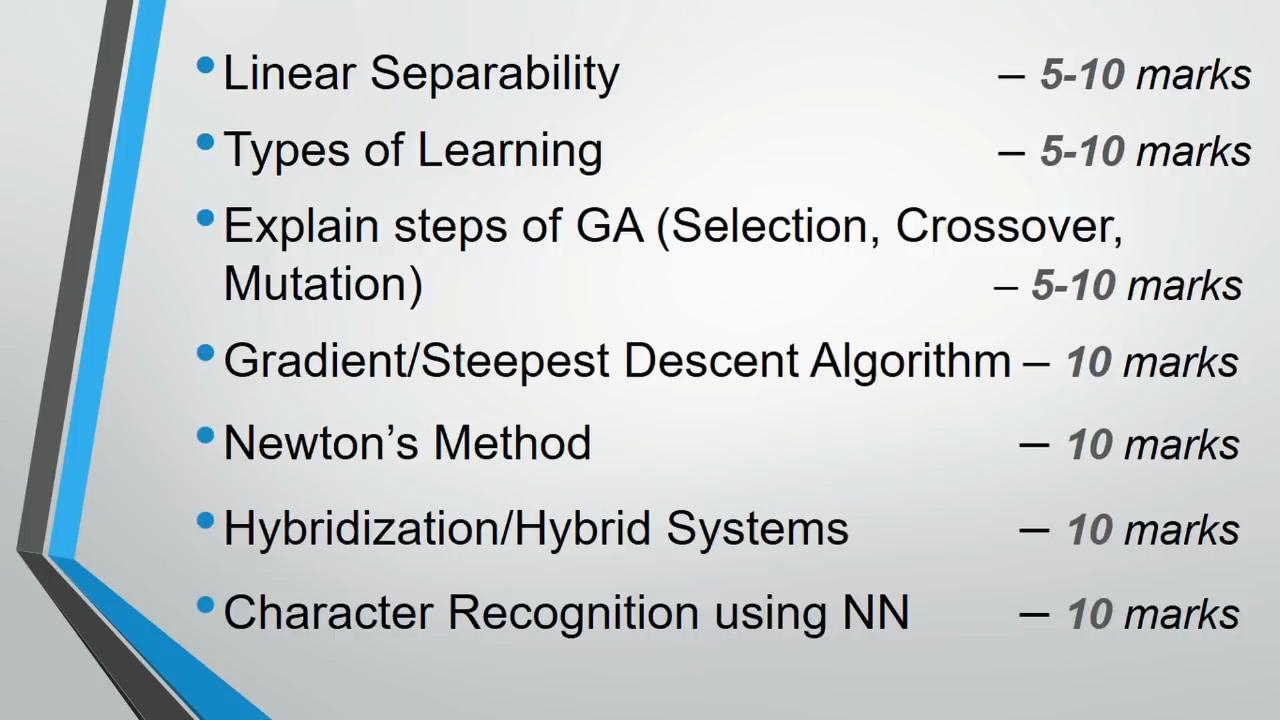 • Linear Separability – 5-10 marks
• Types of Learning – 5-10 marks
• Explain steps of GA (Selection, Crossover,
Mutation) – 5-10 marks
• Gradient/Steepest Descent Algorithm – 10 marks
• Newton’s Method – 10 marks
• Hybridization/Hybrid Systems – 10 marks
• Character Recognition using NN – 10 marks